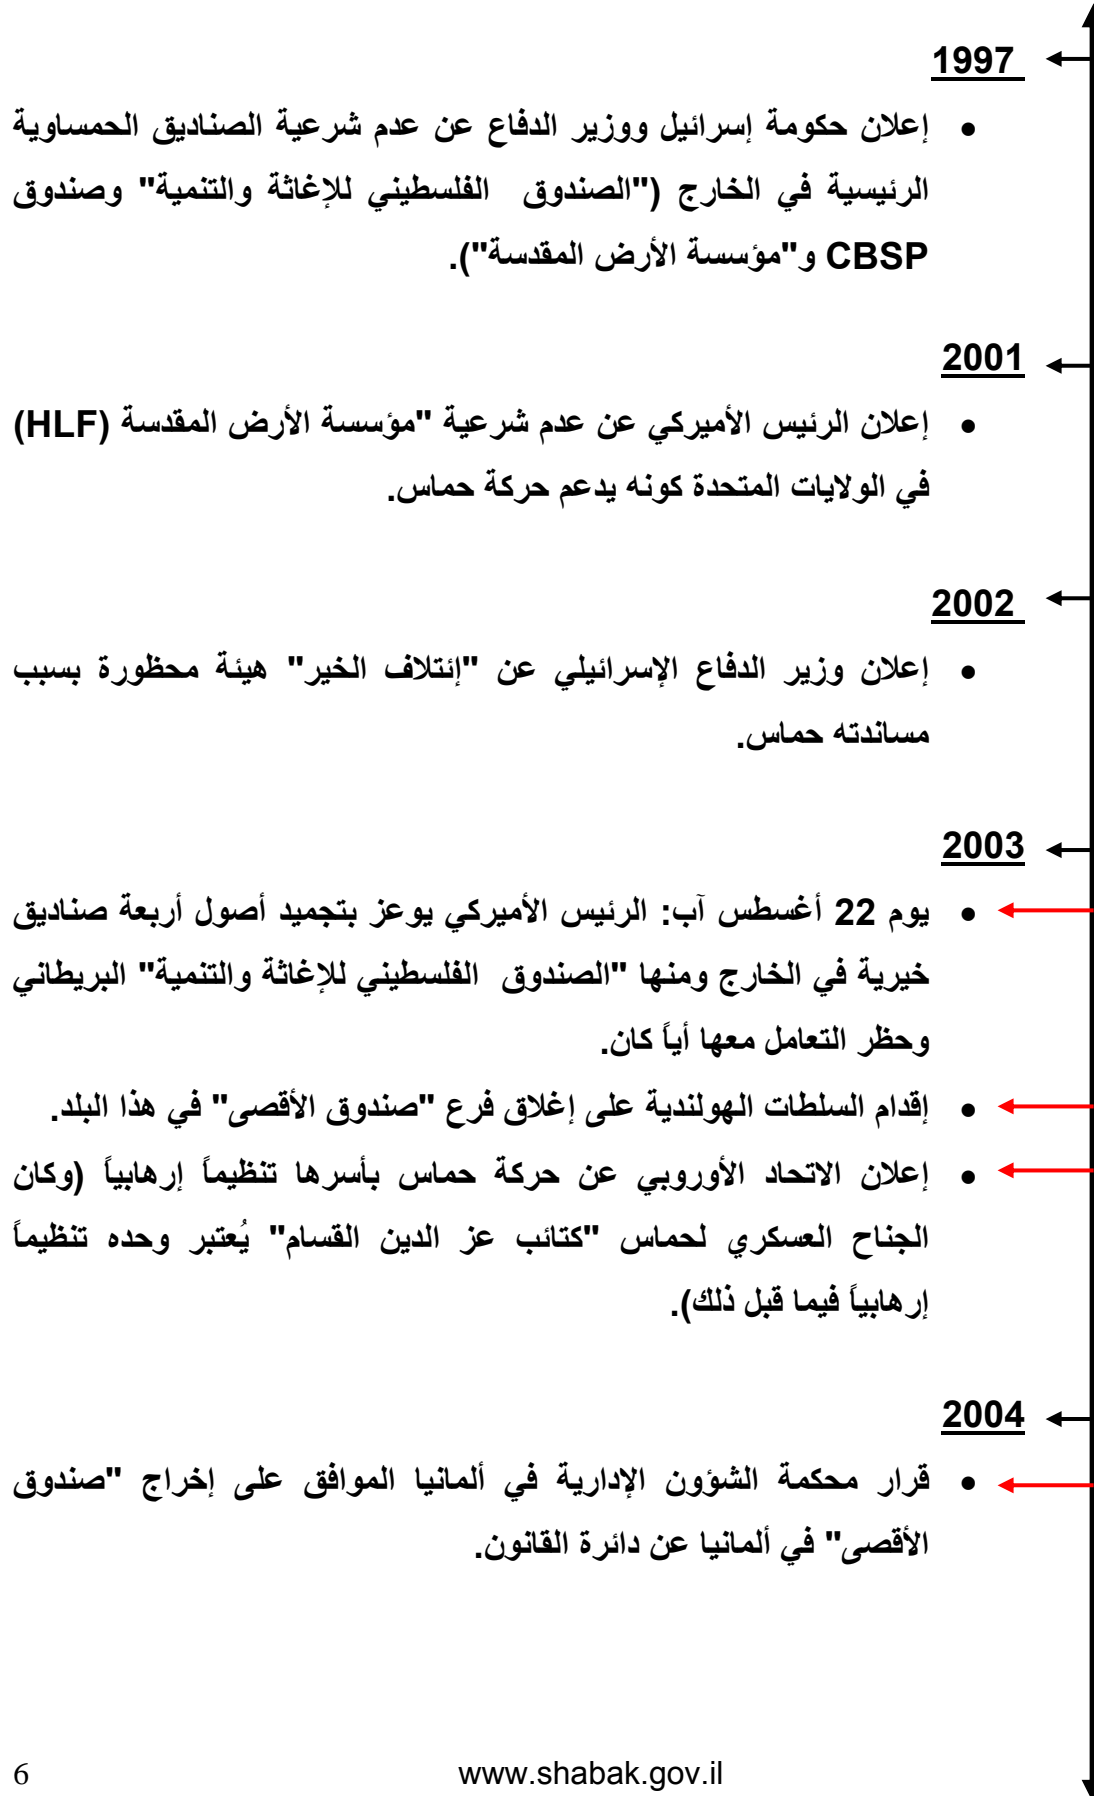 1997
• إعلان حكومة إسرائيل ووزير الدفاع عن عدم شرعية الصناديق الحمساوية
الرئيسية في الخارج ("الصندوق الفلسطيني للإغاثة والتنمية" وصندوق
CBSP و"مؤسسة الأرض المقدسة").
2001
• إعلان الرئيس الأميركي عن عدم شرعية "مؤسسة الأرض المقدسة (HLF)
في الولايات المتحدة كونه يدعم حركة حماس.
2002
• إعلان وزير الدفاع الإسرائيلي عن "إئتلاف الخير" هيئة محظورة بسبب
مساندته حماس.
2003
• يوم 22 أغسطس آب: الرئيس الأميركي يوعز بتجميد أصول أربعة صناديق
خيرية في الخارج ومنها "الصندوق الفلسطيني للإغاثة والتنمية" البريطاني
وحظر التعامل معها أياً كان.
• إقدام السلطات الهولندية على إغلاق فرع "صندوق الأقصى" في هذا البلد.
• إعلان الاتحاد الأوروبي عن حركة حماس بأسرها تنظيماً إرهابياً (وكان
الجناح العسكري لحماس "كتائب عز الدين القسام" يُعتبر وحده تنظيماً
إرهابياً فيما قبل ذلك).
2004
• قرار محكمة الشؤون الإدارية في ألمانيا الموافق على إخراج "صندوق
الأقصى" في ألمانيا عن دائرة القانون.
6 www.shabak.gov.il